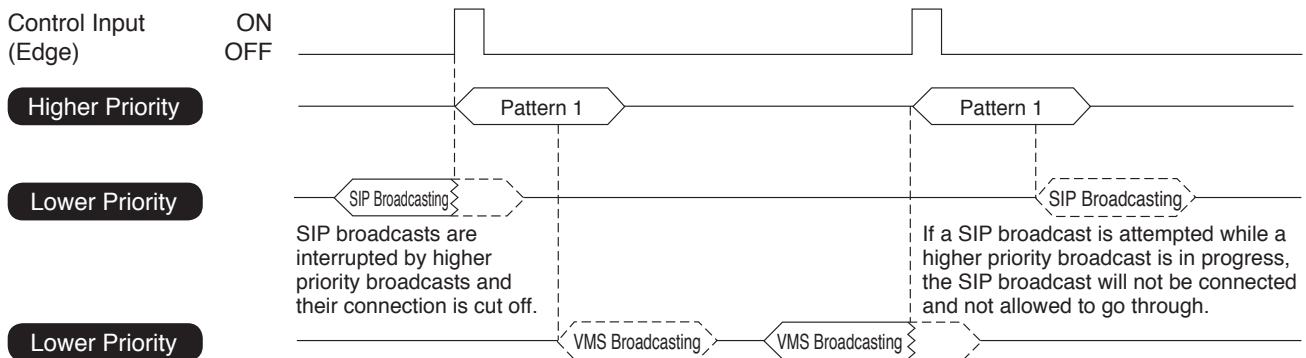 Control Input ON
(Edge) OFF
Higher Priority
Pattern 1
Pattern 1
Lower Priority
SIP Broadcasting
SIP Broadcasting
SIP broadcasts are
interrupted by higher
priority broadcasts and
their connection is cut off.
If a SIP broadcast is attempted while a
higher priority broadcast is in progress,
the SIP broadcast will not be connected
and not allowed to go through.
Lower Priority
VMS Broadcasting
VMS Broadcasting